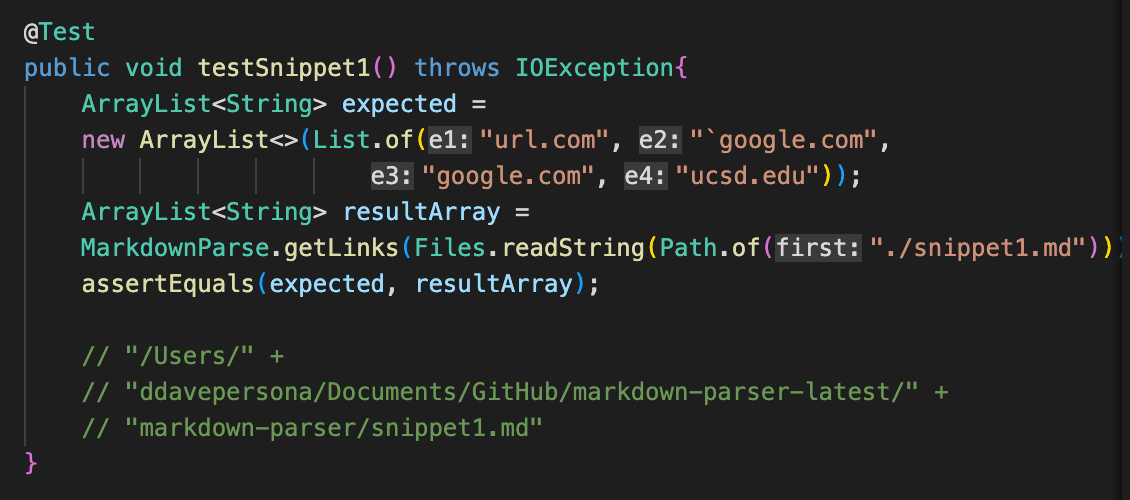 @Test
public void testSnippet1() throws IOException{
ArrayList<String> expected =
new ArrayList<>(List.of(e1: "url.com", e2: "`google.com",
e3: "google.com", e4: "ucsd.edu"));
ArrayList<String> resultArray =
MarkdownParse.getLinks(Files.readString(Path.of(first: "./snippet1.md")))
assertEquals(expected, resultArray);
// "/Users/" +
// "ddavepersona/Documents/GitHub/markdown-parser-latest/" +
// "markdown-parser/snippet1.md"
}